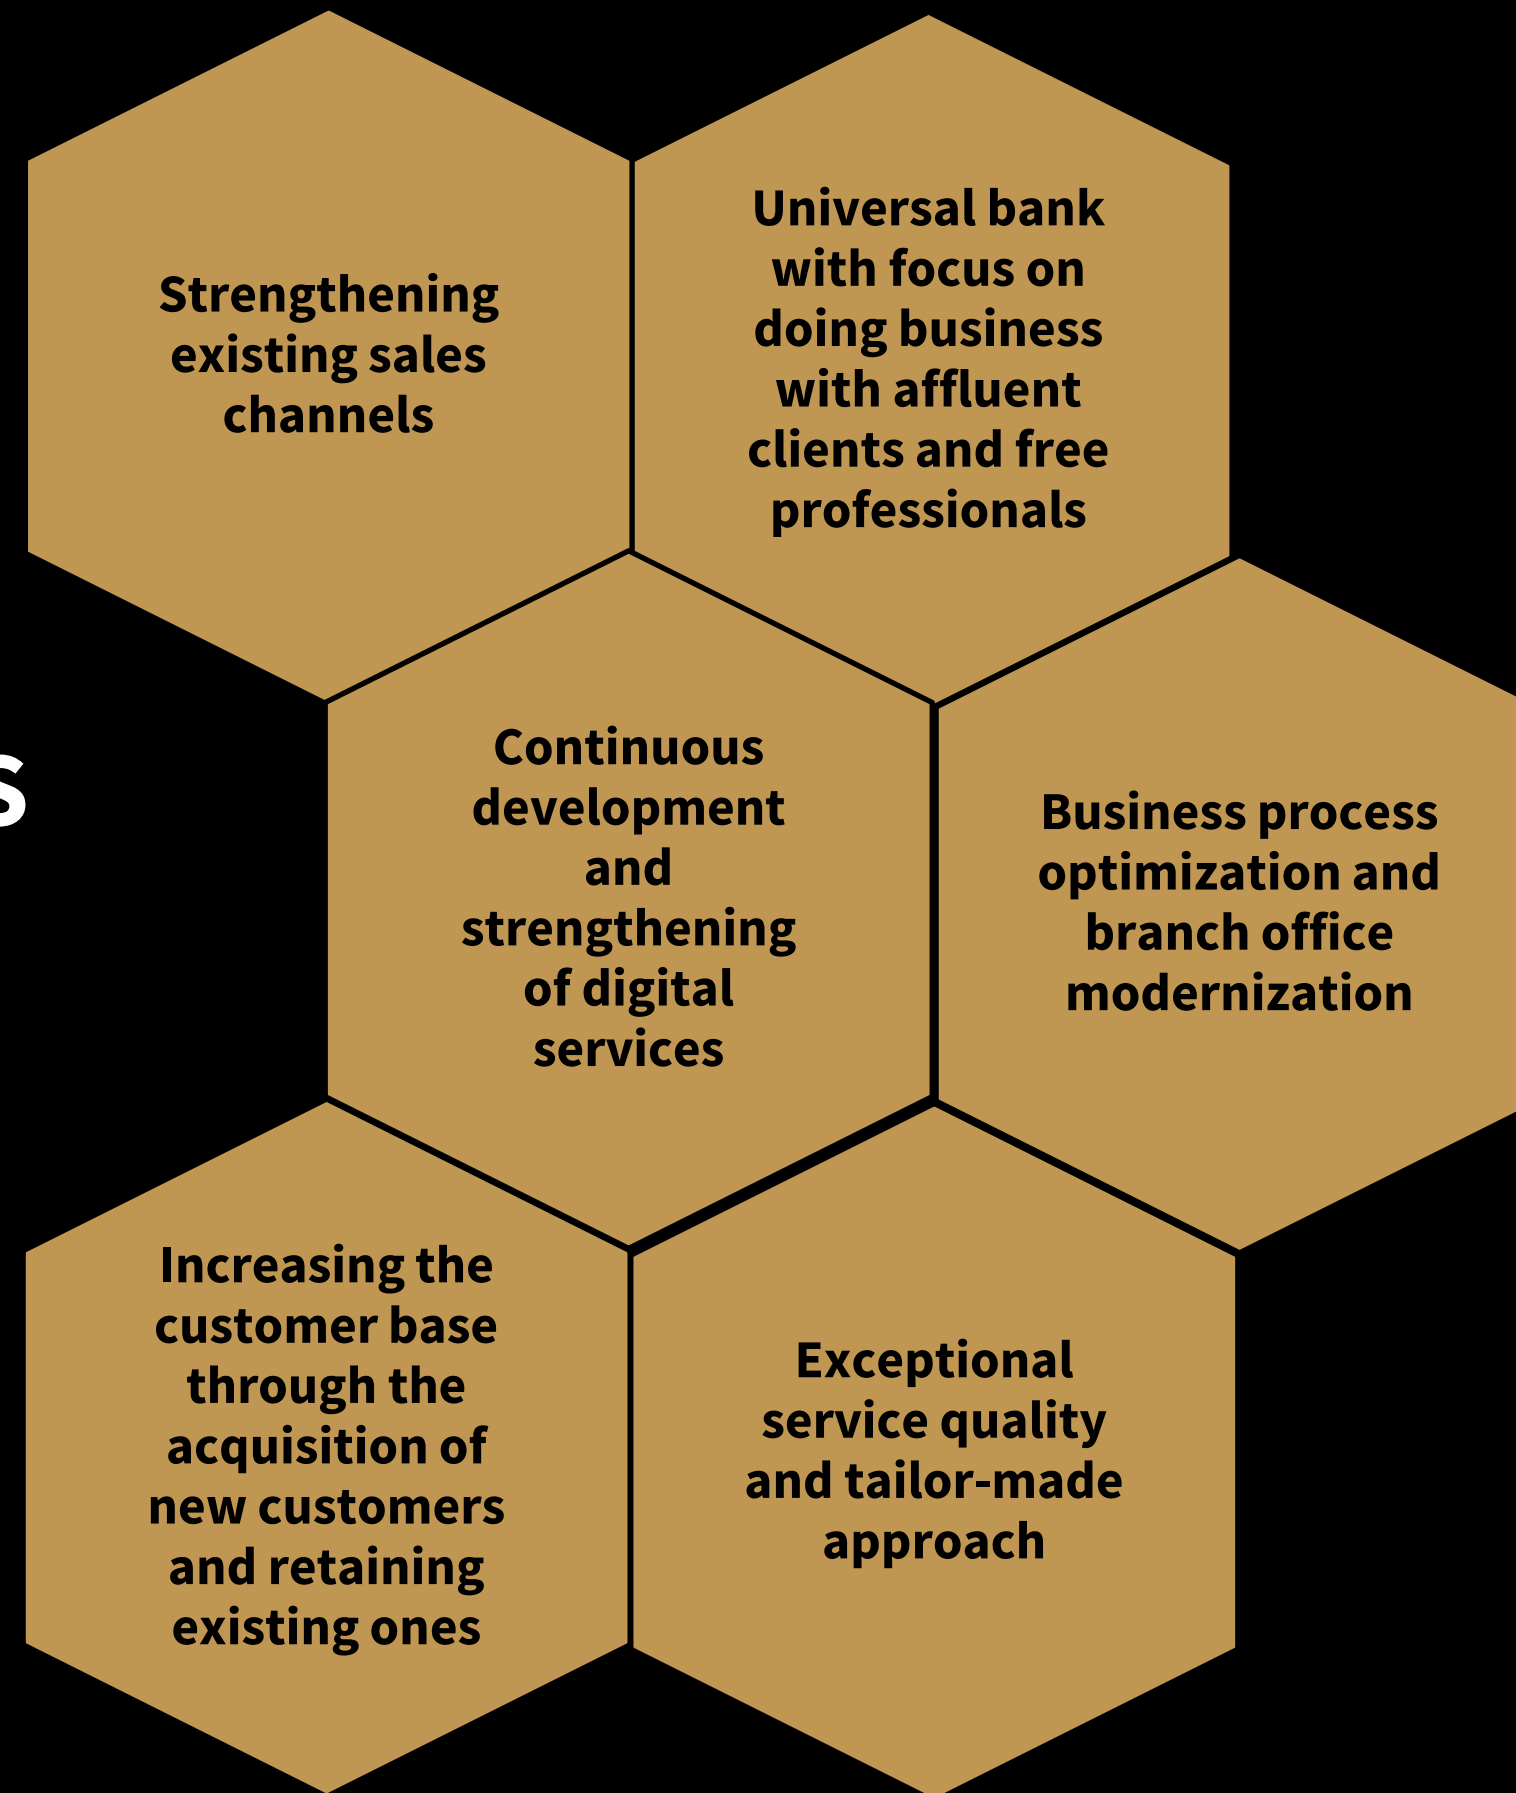 Strengthening
existing sales
channels
Universal bank
with focus on
doing business
with affluent
clients and free
professionals
s
Continuous
development
and
strengthening
of digital
services
Business process
optimization and
branch office
modernization
Increasing the
customer base
through the
acquisition of
new customers
and retaining
existing ones
Exceptional
service quality
and tailor-made
approach